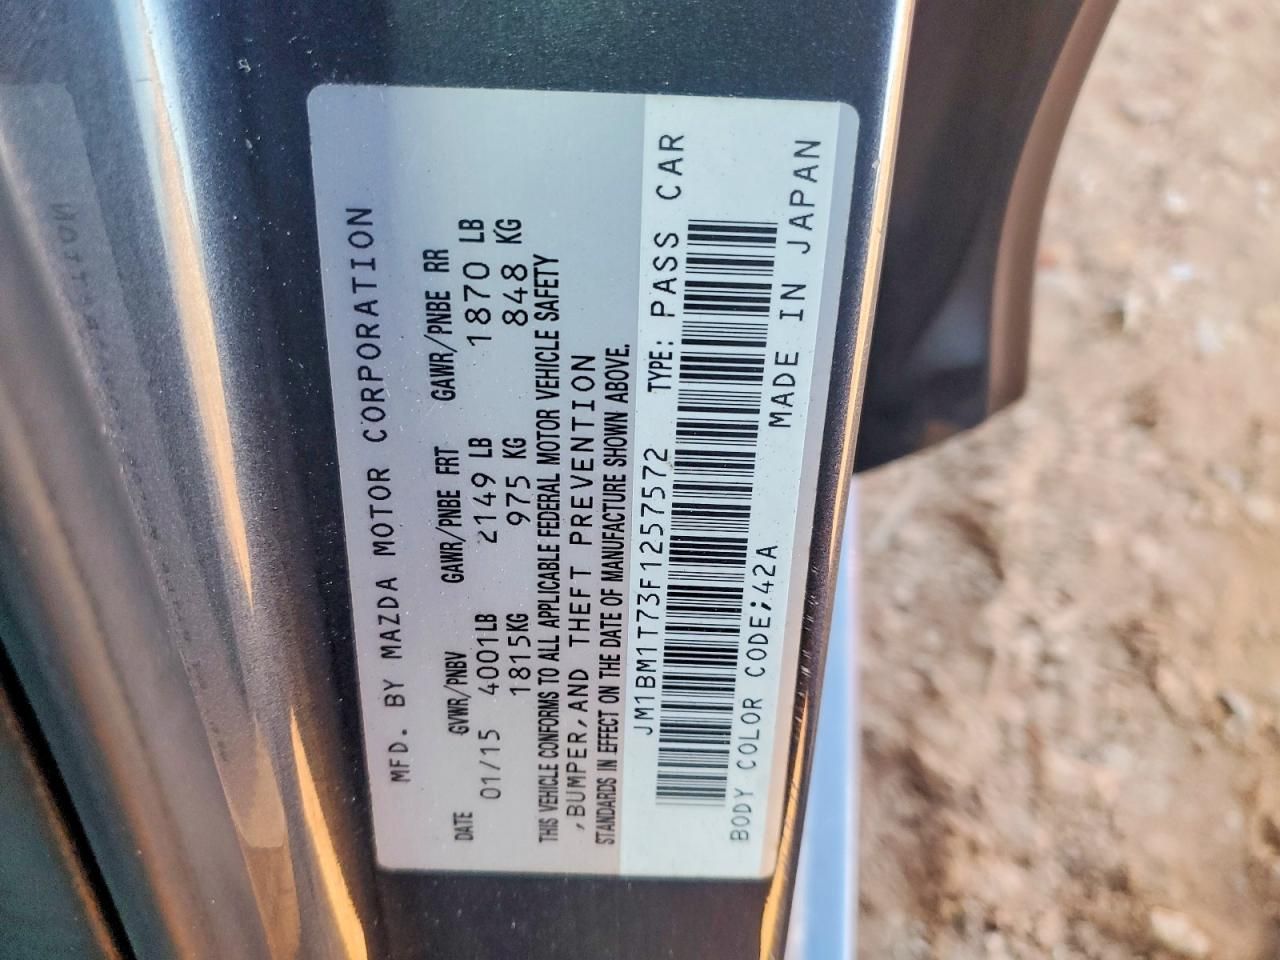 MFD. BY MAZDA MOTOR CORPORATION
DATE GVWR/PNBV GAWR/PNBE FRT GAWR/PNBE RR
01/15 4001LB 2149 LB 1870 LB
1815KG 975 KG 848 KG
THIS VEHICLE CONFORMS TO ALL APPLICABLE FEDERAL MOTOR VEHICLE SAFETY
,BUMPER,AND THEFT PREVENTION
STANDARDS IN EFFECT ON THE DATE OF MANUFACTURE SHOWN ABOVE.
JM1BM1T73F1257572 TYPE: PASS CAR
BODY COLOR CODE;42A MADE IN JAPAN